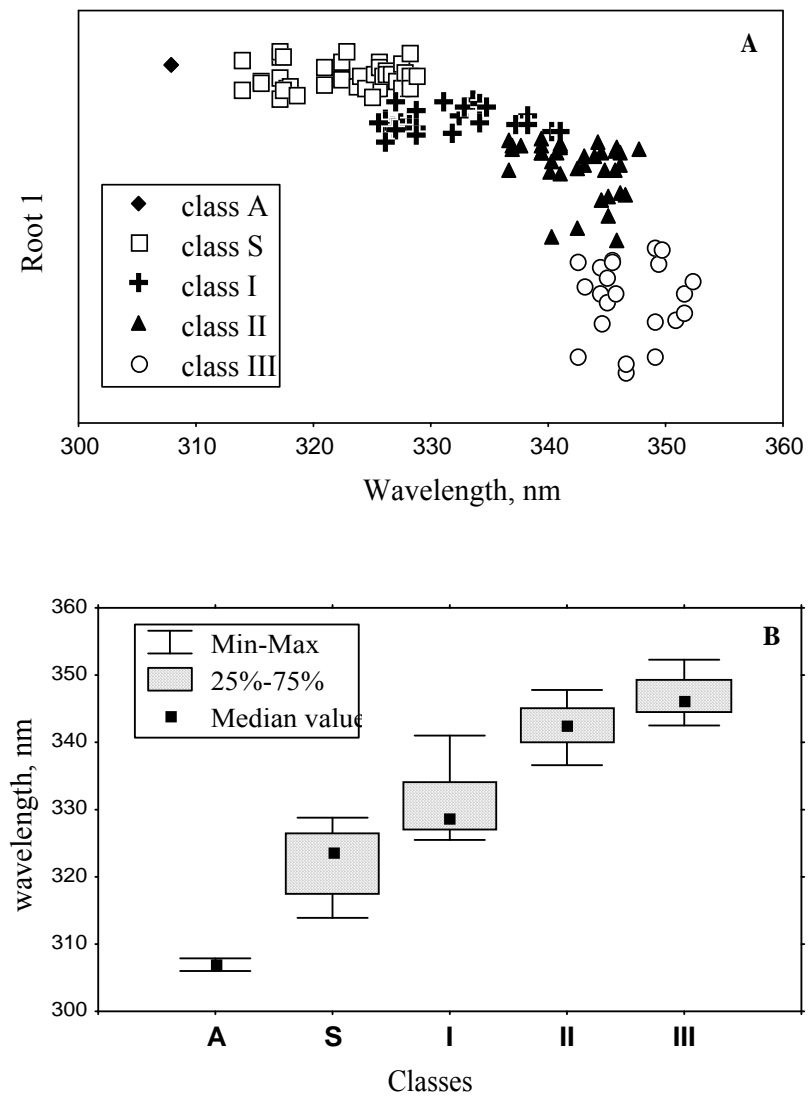 A
Root 1
class A
class S
class I
class II
class III
300 310 320 330 340 350 360
Wavelength, nm
B
360
350
340
330
320
310
300
wavelength, nm
Min-Max
25%-75%
Median value
A S I II III
Classes